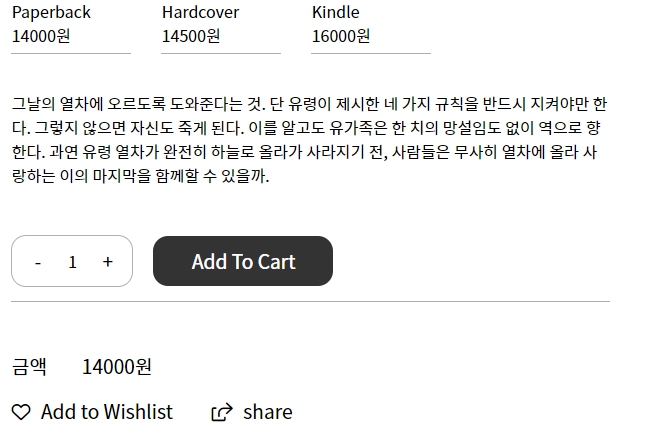 Paperback Hardcover Kindle
14000원 14500원 16000원
그날의 열차에 오르도록 도와준다는 것. 단 유령이 제시한 네 가지 규칙을 반드시 지켜야만 한
다. 그렇지 않으면 자신도 죽게 된다. 이를 알고도 유가족은 한 치의 망설임도 없이 역으로 향
한다. 과연 유령 열차가 완전히 하늘로 올라가 사라지기 전, 사람들은 무사히 열차에 올라 사
랑하는 이의 마지막을 함께할 수 있을까.
- 1 + Add To Cart
금액 14000원
Add to Wishlist share